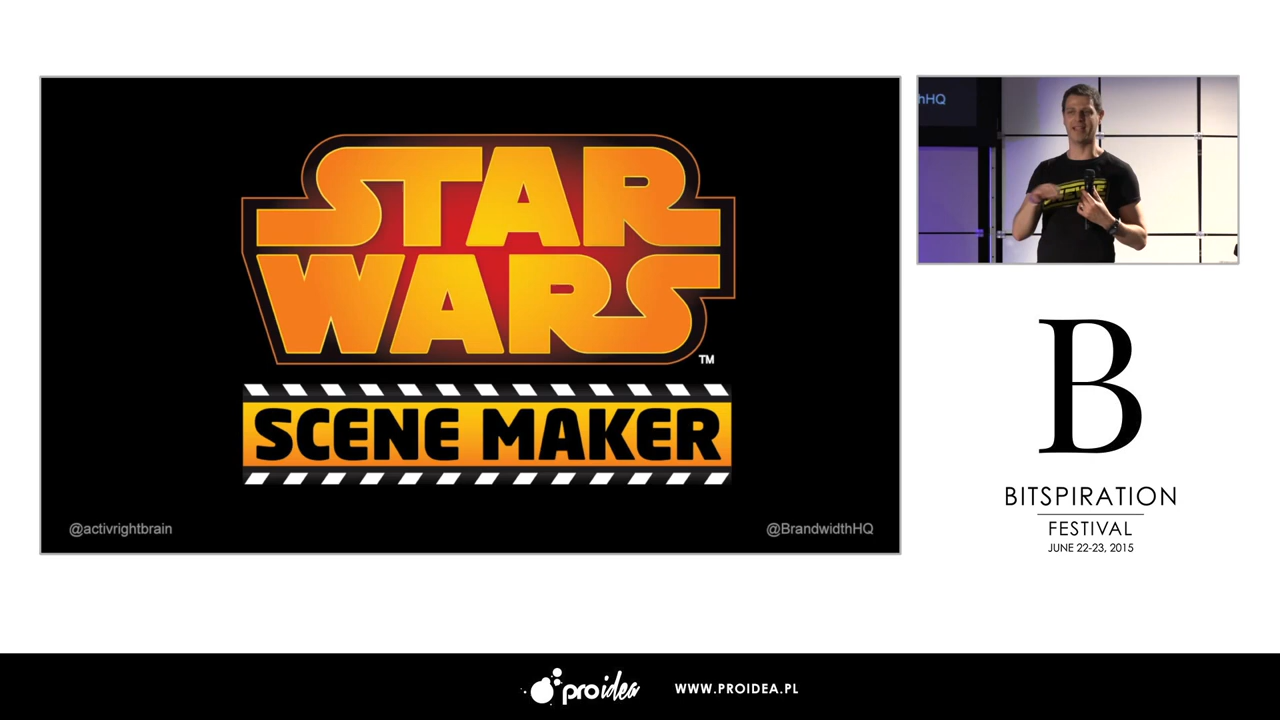 STAR
WARS
TM
SCENE MAKER
@activrightbrain
@BrandwidthHQ
hHQ
B
BITSPIRATION
FESTIVAL
JUNE 22-23, 2015
proidea
WWW.PROIDEA.PL